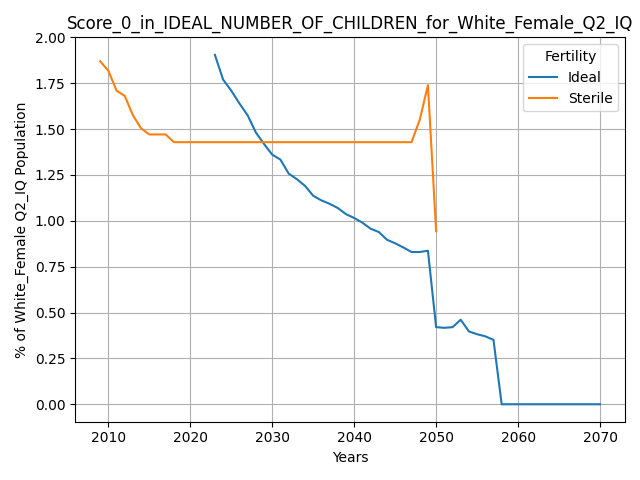 Score_0_in_IDEAL_NUMBER_OF_CHILDREN_for_White_Female_Q2_IQ
2.00
1.75
1.50
1.25
1.00
0.75
0.50
0.25
0.00
% of White_Female Q2_IQ Population
Fertility
Ideal
Sterile
2010
2020
2030
2040
2050
2060
2070
Years